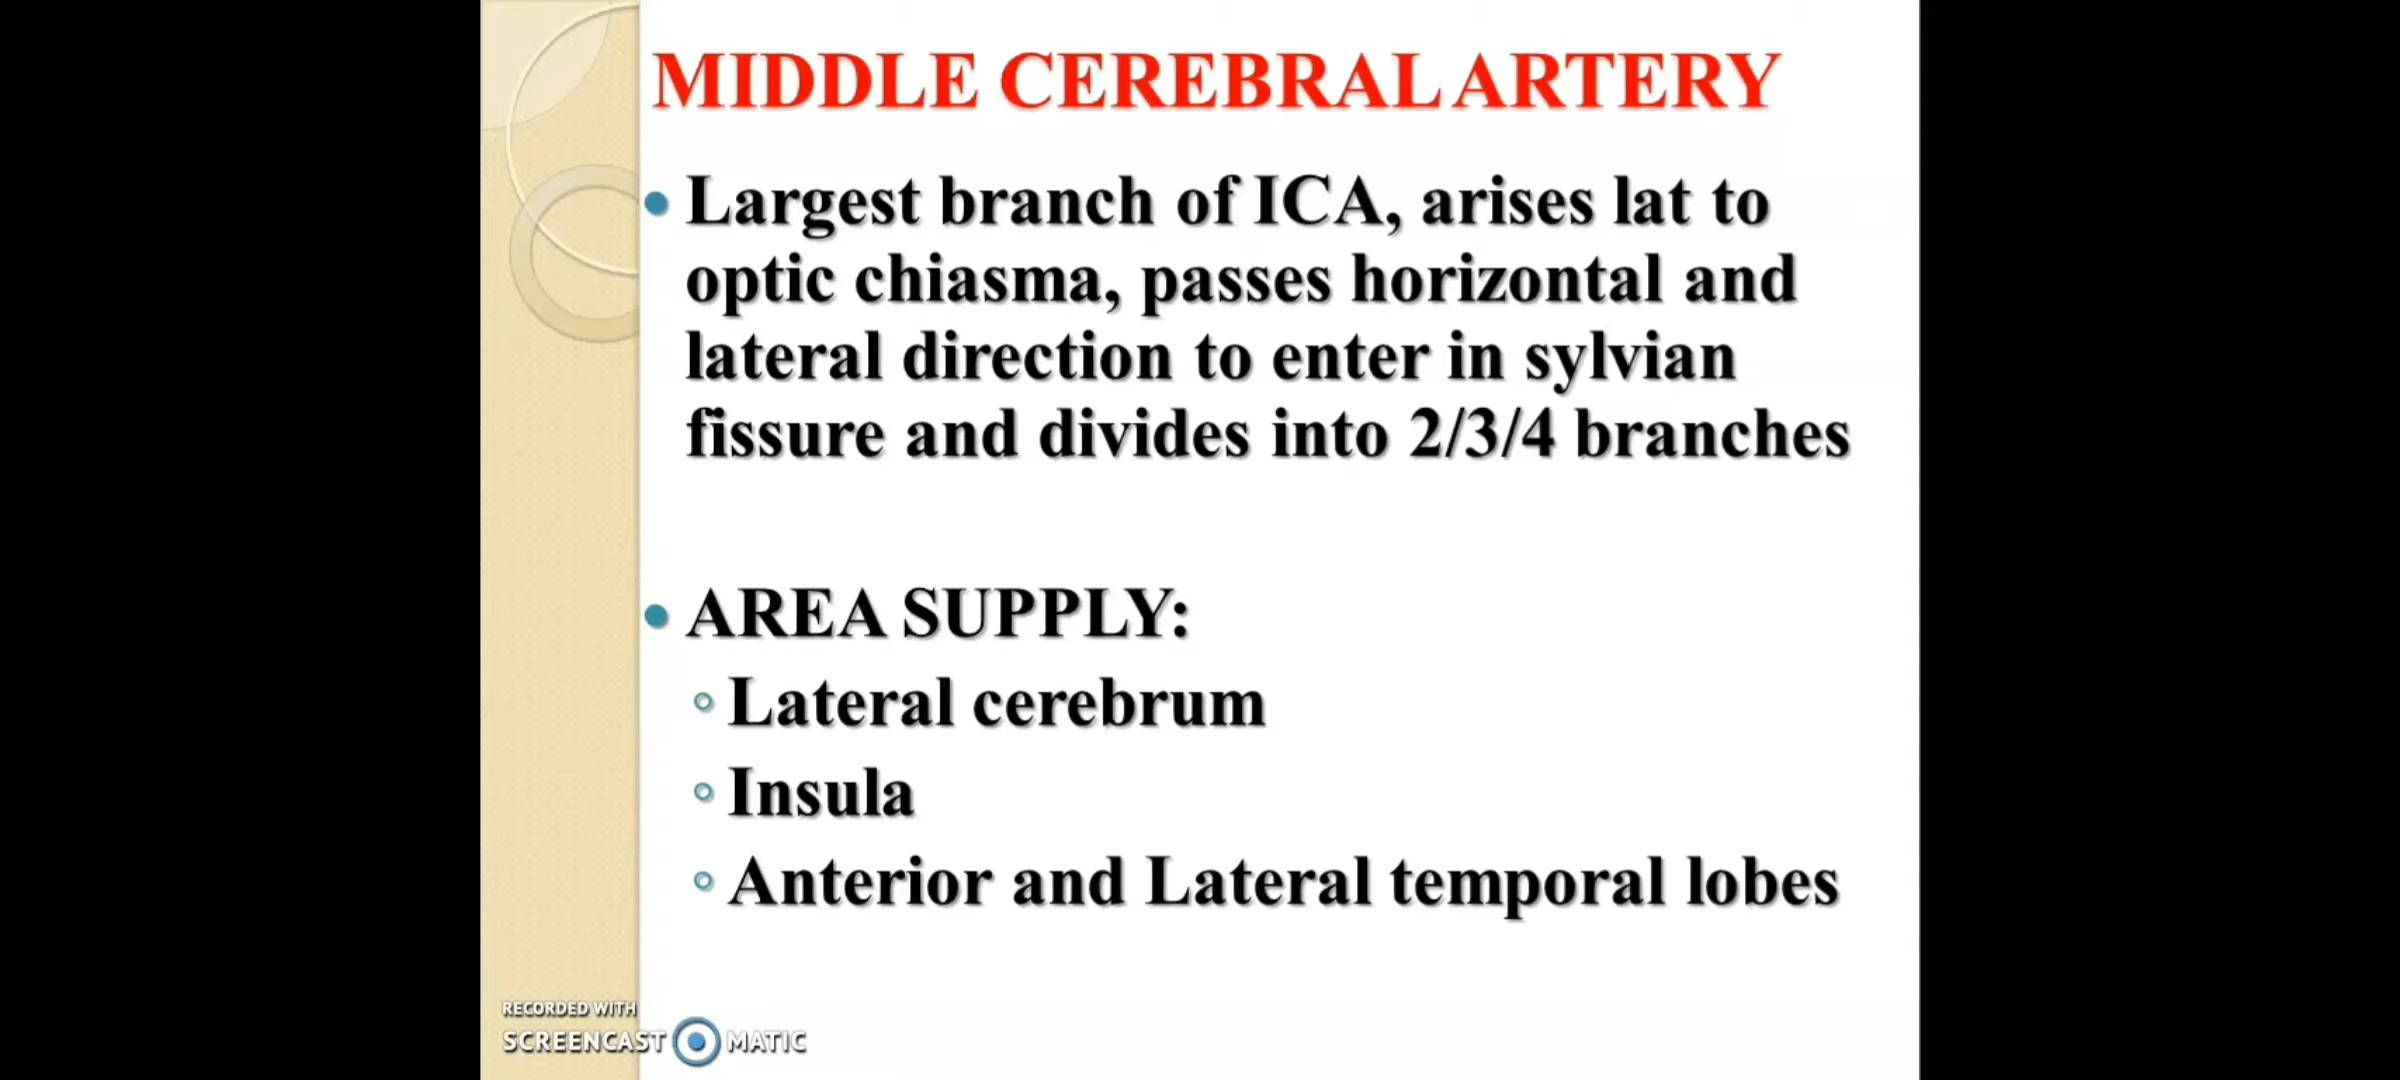 MIDDLE CEREBRAL ARTERY
• Largest branch of ICA, arises lat to
optic chiasma, passes horizontal and
lateral direction to enter in sylvian
fissure and divides into 2/3/4 branches
• AREA SUPPLY:
◦ Lateral cerebrum
◦ Insula
◦ Anterior and Lateral temporal lobes
RECORDED WITH
SCREENCAST MATIC